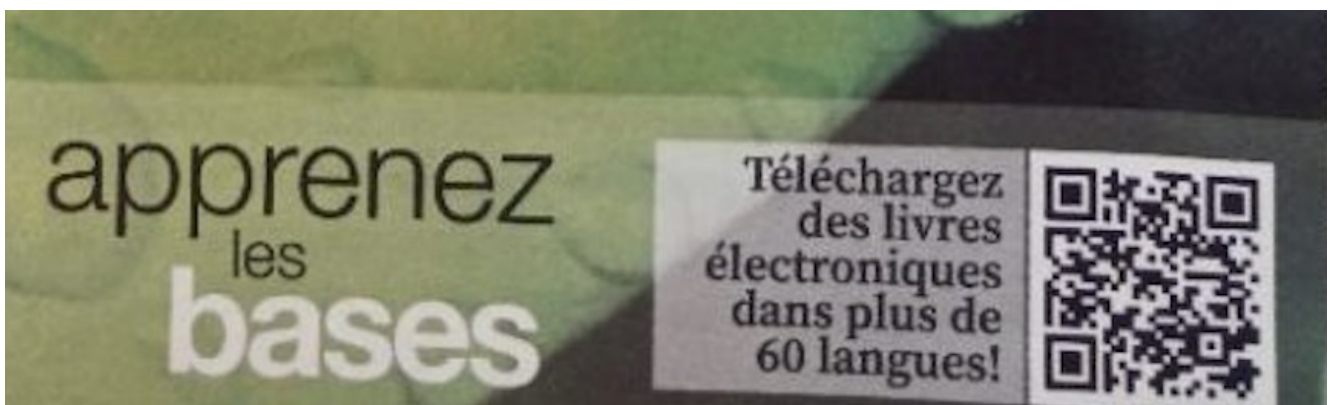 apprenez
les
bases
Téléchargez
des livres
électroniques
dans plus de
60 langues!